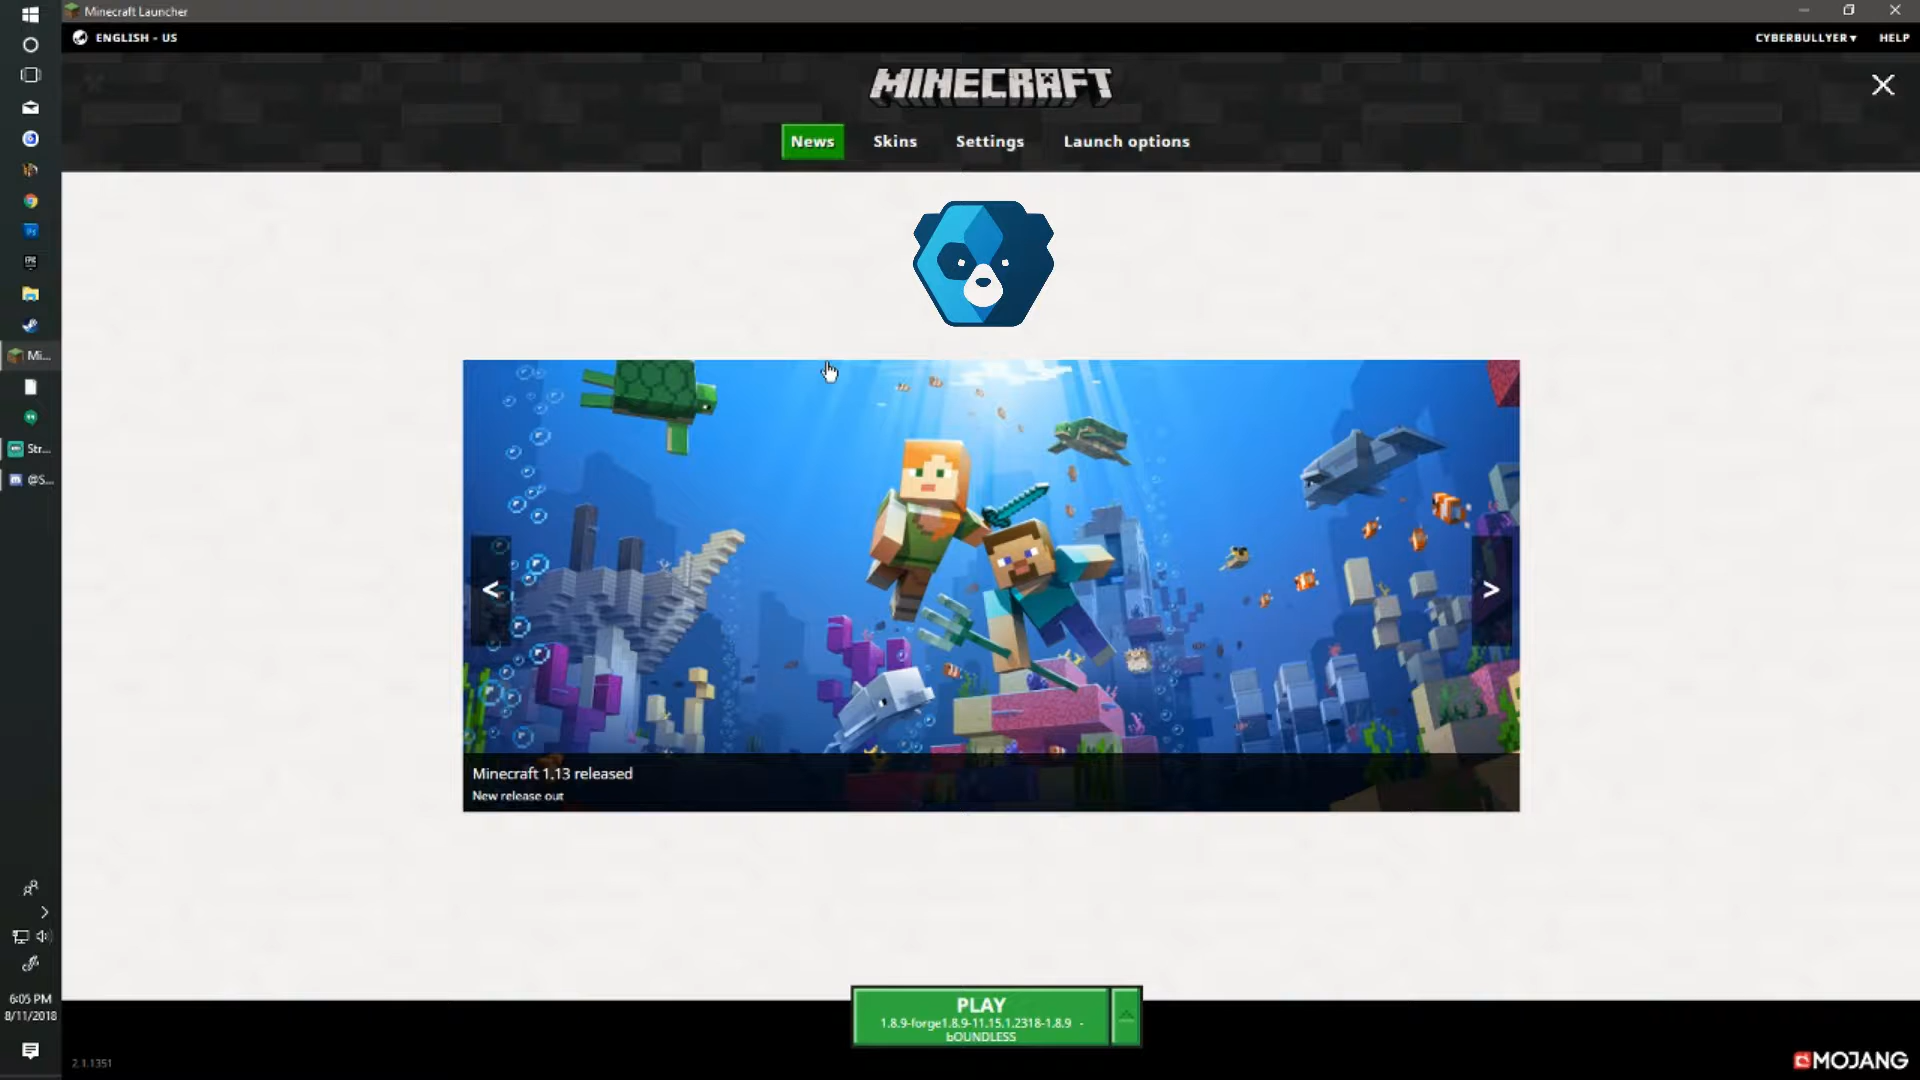 Minecraft Launcher
ENGLISH - US
CYBERBULLYER▾
HELP
MINECRAFT
News
Skins
Settings
Launch options
Ps
EPIC
Mi...
Str...
@S...
<
>
Minecraft 1.13 released
New release out
6:05 PM
8/11/2018
PLAY
1.8.9-forge1.8.9-11.15.1.2318-1.8.9 -
bOUNDLESS
2.1.1351
MOJANG